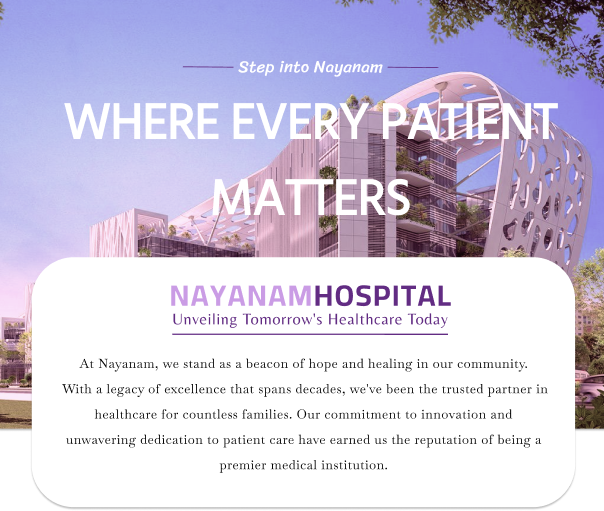 Step into Nayanam
WHERE EVERY PATIENT
MATTERS
NAYANAMHOSPITAL
Unveiling Tomorrow's Healthcare Today
At Nayanam, we stand as a beacon of hope and healing in our community.
With a legacy of excellence that spans decades, we've been the trusted partner in
healthcare for countless families. Our commitment to innovation and
unwavering dedication to patient care have earned us the reputation of being a
premier medical institution.